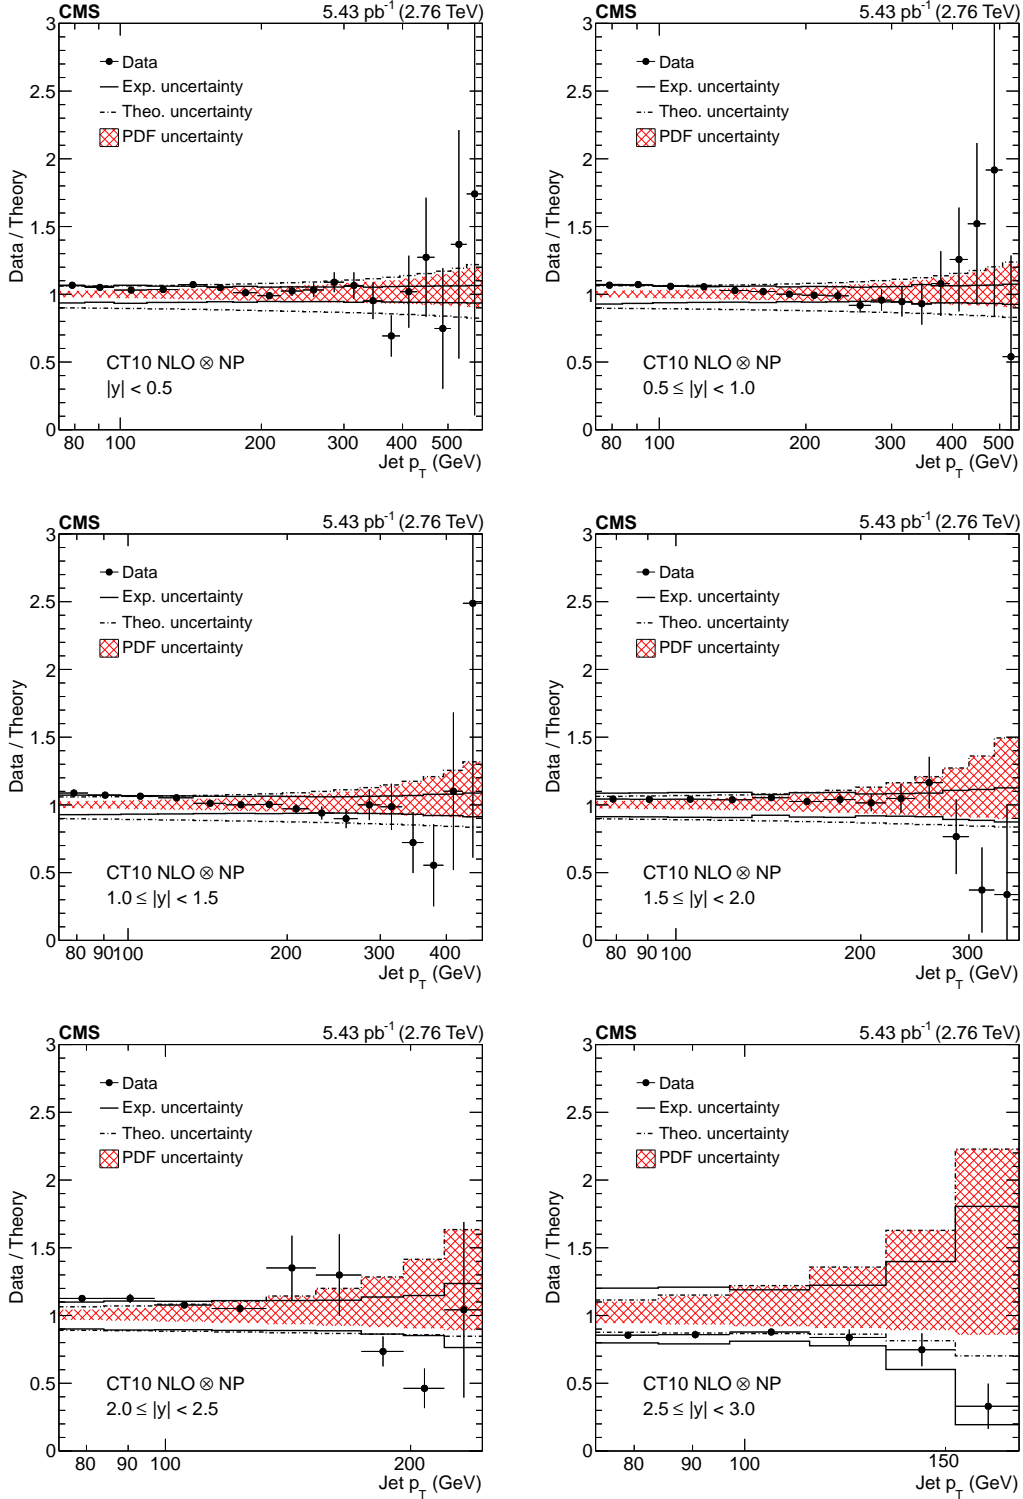 CMS 5.43 pb⁻¹ (2.76 TeV)
Data / Theory
3
2.5
2
1.5
1
0.5
0
Data
Exp. uncertainty
Theo. uncertainty
PDF uncertainty
CT10 NLO ⊗ NP
|y| < 0.5
80 100 200 300 400 500
Jet p_T (GeV)
CMS 5.43 pb⁻¹ (2.76 TeV)
Data / Theory
3
2.5
2
1.5
1
0.5
0
Data
Exp. uncertainty
Theo. uncertainty
PDF uncertainty
CT10 NLO ⊗ NP
0.5 ≤ |y| < 1.0
80 100 200 300 400 500
Jet p_T (GeV)
CMS 5.43 pb⁻¹ (2.76 TeV)
Data / Theory
3
2.5
2
1.5
1
0.5
0
Data
Exp. uncertainty
Theo. uncertainty
PDF uncertainty
CT10 NLO ⊗ NP
1.0 ≤ |y| < 1.5
80 90 100 200 300 400
Jet p_T (GeV)
CMS 5.43 pb⁻¹ (2.76 TeV)
Data / Theory
3
2.5
2
1.5
1
0.5
0
Data
Exp. uncertainty
Theo. uncertainty
PDF uncertainty
CT10 NLO ⊗ NP
1.5 ≤ |y| < 2.0
80 90 100 200 300
Jet p_T (GeV)
CMS 5.43 pb⁻¹ (2.76 TeV)
Data / Theory
3
2.5
2
1.5
1
0.5
0
Data
Exp. uncertainty
Theo. uncertainty
PDF uncertainty
CT10 NLO ⊗ NP
2.0 ≤ |y| < 2.5
80 90 100 200
Jet p_T (GeV)
CMS 5.43 pb⁻¹ (2.76 TeV)
Data / Theory
3
2.5
2
1.5
1
0.5
0
Data
Exp. uncertainty
Theo. uncertainty
PDF uncertainty
CT10 NLO ⊗ NP
2.5 ≤ |y| < 3.0
80 100 150
Jet p_T (GeV)